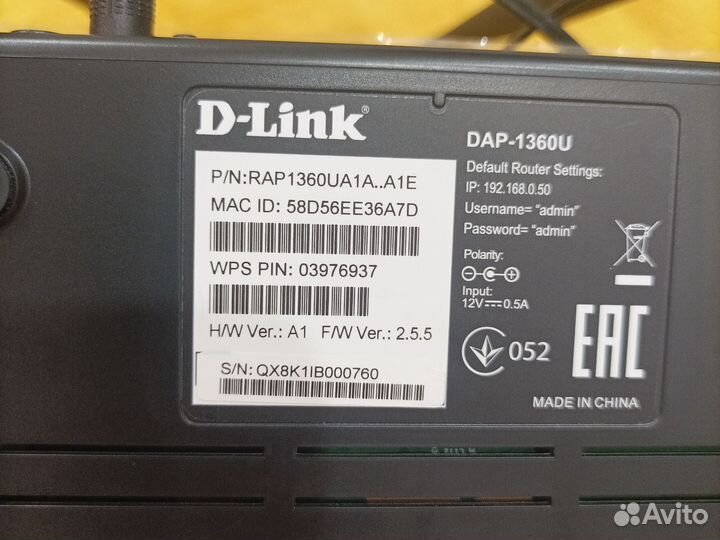 D-Link®
P/N:RAP1360UA1A..A1E
MAC ID: 58D56EE36A7D
WPS PIN: 03976937
H/W Ver.: A1 F/W Ver.: 2.5.5
S/N: QX8K1IB000760
DAP-1360U
Default Router Settings:
IP: 192.168.0.50
Username= “admin”
Password= “admin”
Polarity:
Input:
12V⎓0.5A
052
EAC
MADE IN CHINA
Avito